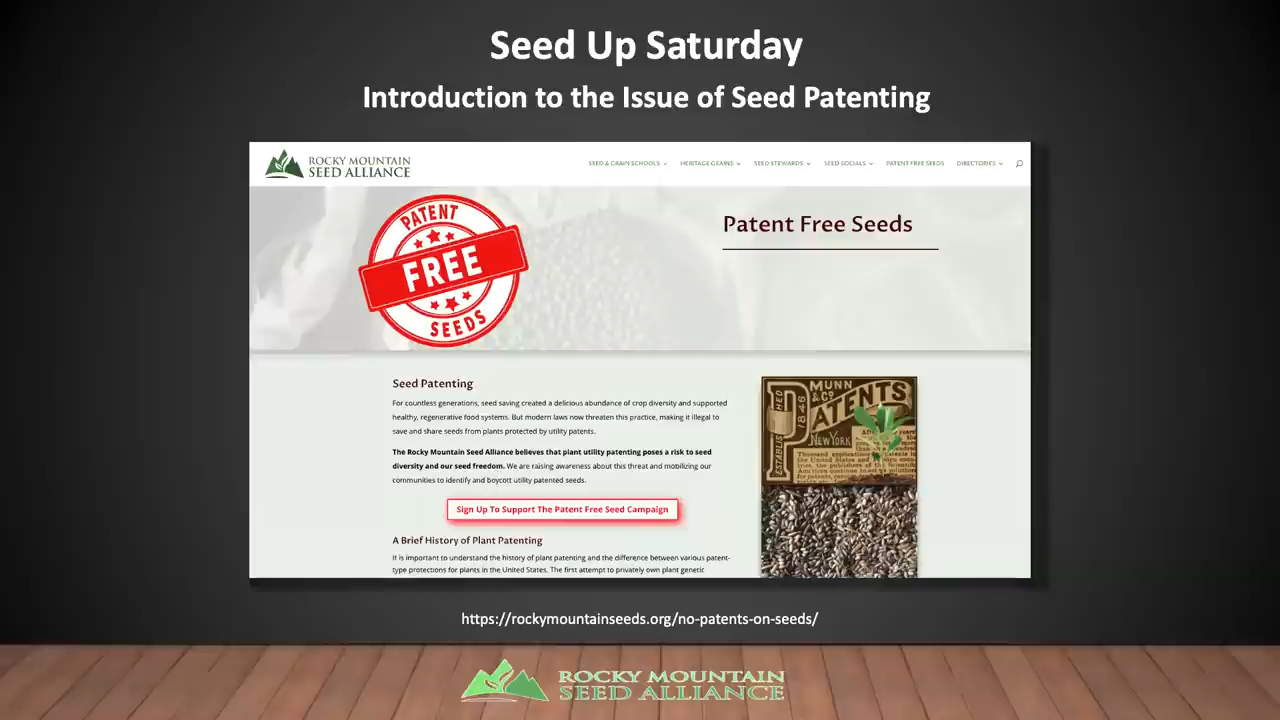 Seed Up Saturday
Introduction to the Issue of Seed Patenting
ROCKY MOUNTAIN
SEED ALLIANCE
SEED & GRAIN SCHOOLS
HERITAGE GRAINS
SEED STEWARDS
SEED SOCIALS
PATENT FREE SEEDS
DIRECTORIES
PATENT
FREE
SEEDS
Patent Free Seeds
Seed Patenting
For countless generations, seed saving created a delicious abundance of crop diversity and supported
healthy, regenerative food systems. But modern laws now threaten this practice, making it illegal to
save and share seeds from plants protected by utility patents.
The Rocky Mountain Seed Alliance believes that plant utility patenting poses a risk to seed
diversity and our seed freedom. We are raising awareness about this threat and mobilizing our
communities to identify and boycott utility patented seeds.
Sign Up To Support The Patent Free Seed Campaign
A Brief History of Plant Patenting
It is important to understand the history of plant patenting and the difference between various patent-
type protections for plants in the United States. The first attempt to privately own plant genetic
MUNN
& Co
PATENTS
NEW YORK
ESTABLISHED
1846
https://rockymountainseeds.org/no-patents-on-seeds/
ROCKY MOUNTAIN
SEED ALLIANCE